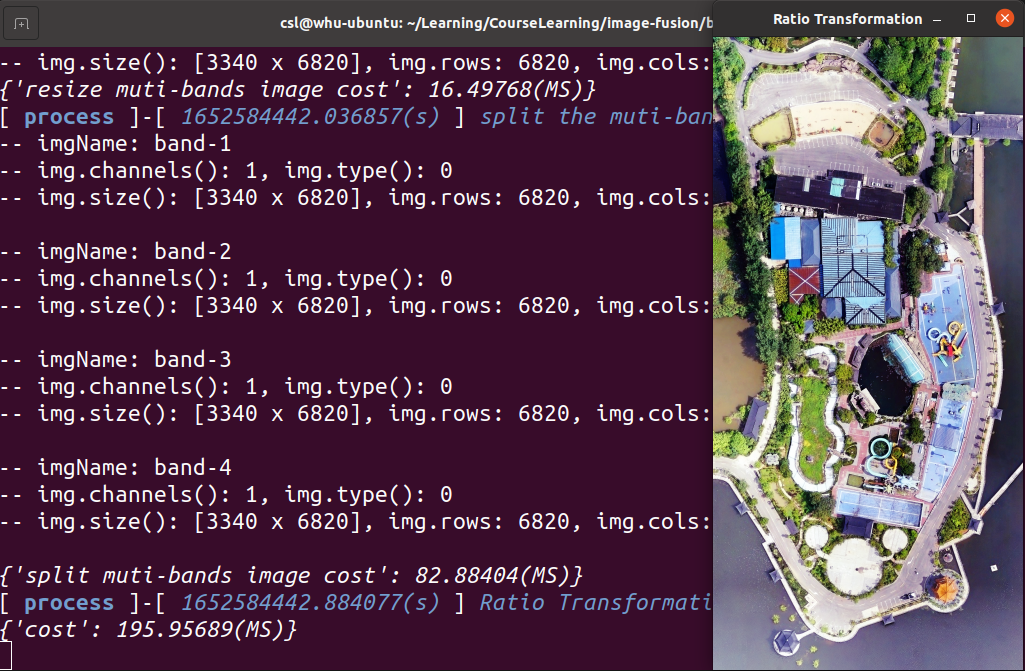 csl@whu-ubuntu: ~/Learning/CourseLearning/image-fusion/b
Ratio Transformation
-- img.size(): [3340 x 6820], img.rows: 6820, img.cols:
{'resize muti-bands image cost': 16.49768(MS)}
[ process ]-[ 1652584442.036857(s) ] split the muti-ban
-- imgName: band-1
-- img.channels(): 1, img.type(): 0
-- img.size(): [3340 x 6820], img.rows: 6820, img.cols:
-- imgName: band-2
-- img.channels(): 1, img.type(): 0
-- img.size(): [3340 x 6820], img.rows: 6820, img.cols:
-- imgName: band-3
-- img.channels(): 1, img.type(): 0
-- img.size(): [3340 x 6820], img.rows: 6820, img.cols:
-- imgName: band-4
-- img.channels(): 1, img.type(): 0
-- img.size(): [3340 x 6820], img.rows: 6820, img.cols:
{'split muti-bands image cost': 82.88404(MS)}
[ process ]-[ 1652584442.884077(s) ] Ratio Transformati
{'cost': 195.95689(MS)}